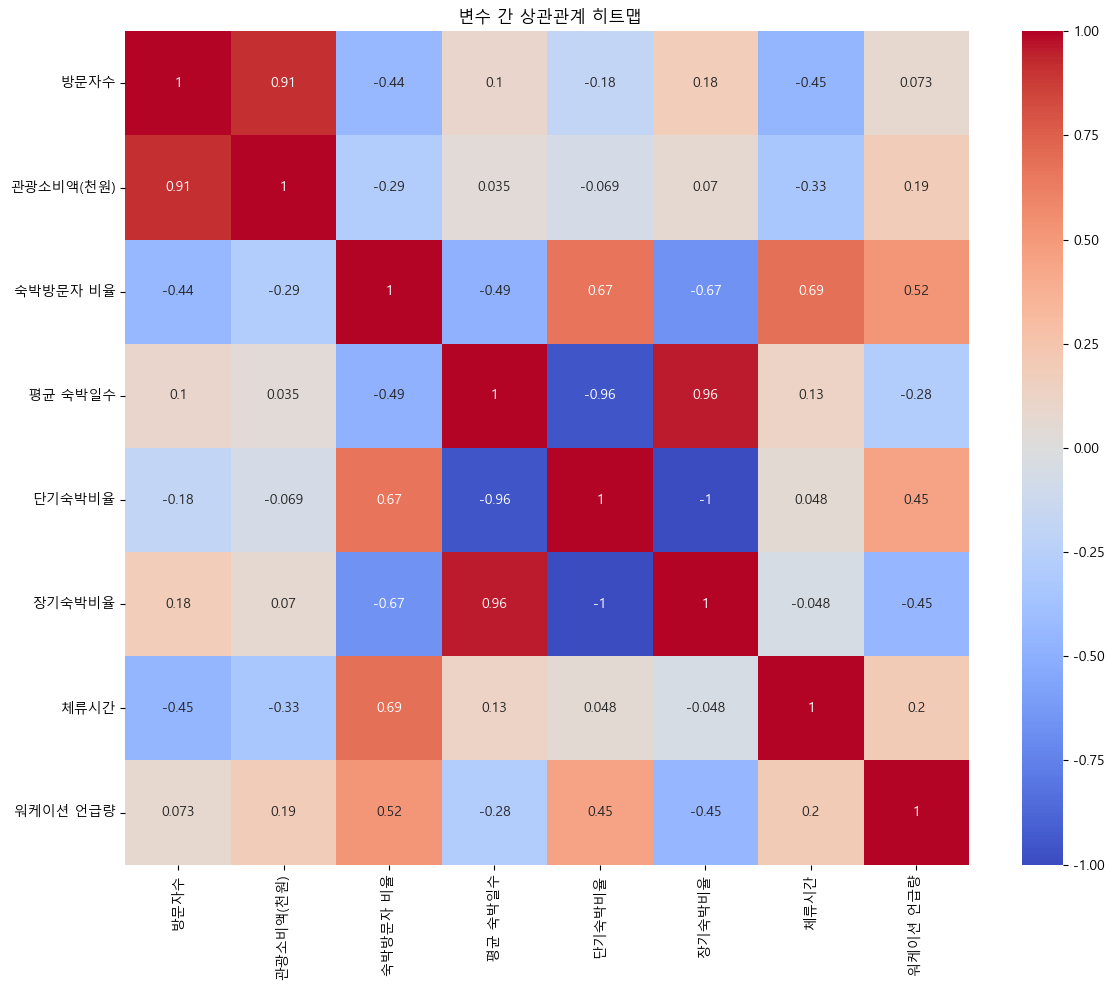 변수 간 상관관계 히트맵
방문자수 1 0.91 -0.44 0.1 -0.18 0.18 -0.45 0.073
관광소비액(천원) 0.91 1 -0.29 0.035 -0.069 0.07 -0.33 0.19
숙박방문자 비율 -0.44 -0.29 1 -0.49 0.67 -0.67 0.69 0.52
평균 숙박일수 0.1 0.035 -0.49 1 -0.96 0.96 0.13 -0.28
단기숙박비율 -0.18 -0.069 0.67 -0.96 1 -1 0.048 0.45
장기숙박비율 0.18 0.07 -0.67 0.96 -1 1 -0.048 -0.45
체류시간 -0.45 -0.33 0.69 0.13 0.048 -0.048 1 0.2
워케이션 언급량 0.073 0.19 0.52 -0.28 0.45 -0.45 0.2 1
방문자수
관광소비액(천원)
숙박방문자 비율
평균 숙박일수
단기숙박비율
장기숙박비율
체류시간
워케이션 언급량
1.00
0.75
0.50
0.25
0.00
-0.25
-0.50
-0.75
-1.00